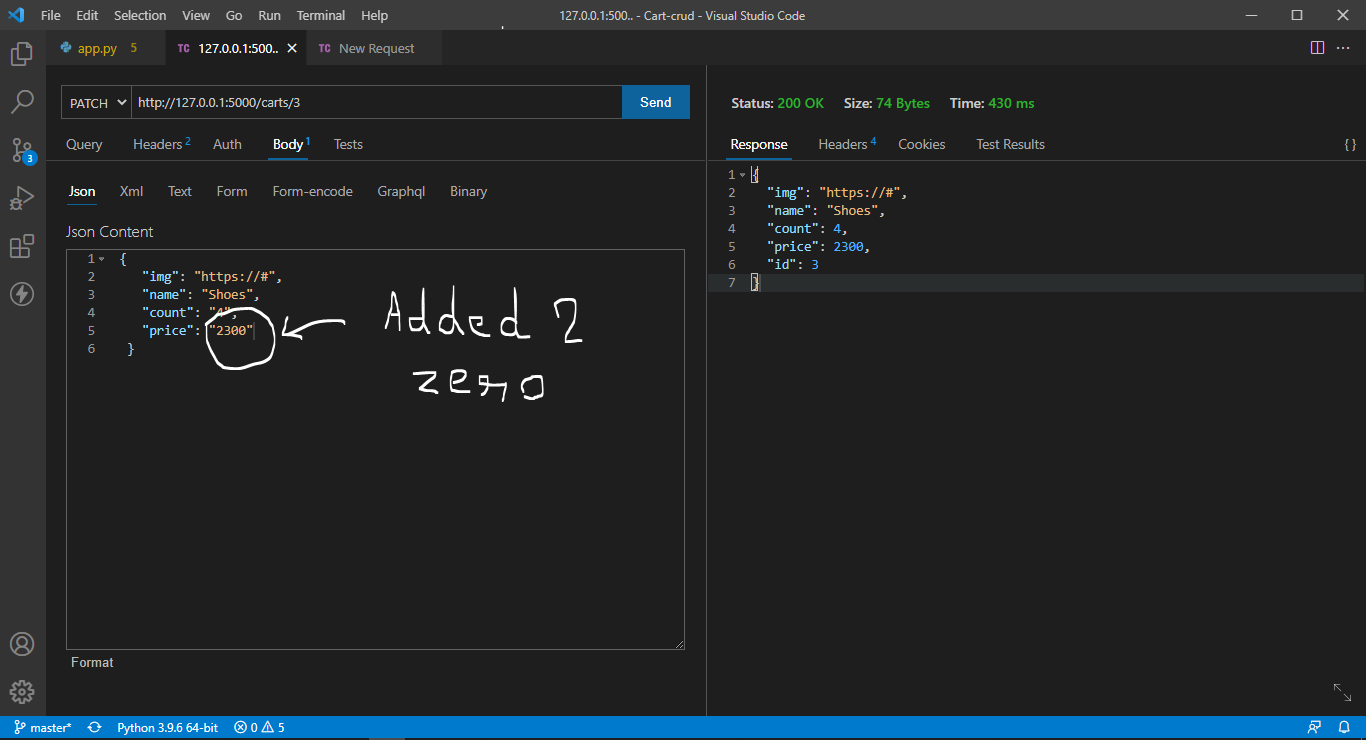 File Edit Selection View Go Run Terminal Help 127.0.0.1:500.. - Cart-crud - Visual Studio Code
app.py 5 TC 127.0.0.1:500.. TC New Request
PATCH http://127.0.0.1:5000/carts/3 Send
Query Headers 2 Auth Body 1 Tests
Json Xml Text Form Form-encode Graphql Binary
Json Content
1 {
2 "img": "https://#",
3 "name": "Shoes",
4 "count": "4",
5 "price": "2300"
6 }
Added 2
zero
Format
Status: 200 OK Size: 74 Bytes Time: 430 ms
Response Headers 4 Cookies Test Results { }
1 {
2 "img": "https://#",
3 "name": "Shoes",
4 "count": 4,
5 "price": 2300,
6 "id": 3
7 }
3
master* Python 3.9.6 64-bit 0 5